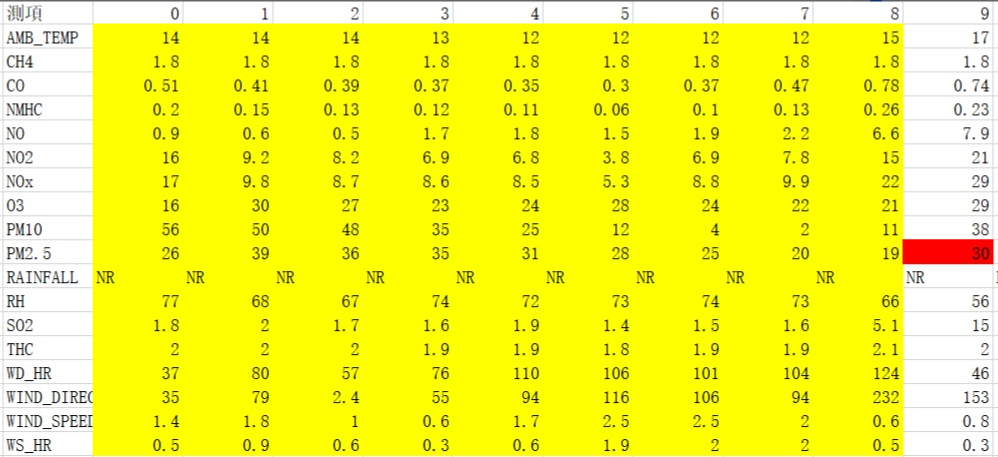 測項 0 1 2 3 4 5 6 7 8 9
AMB_TEMP 14 14 14 13 12 12 12 12 15 17
CH4 1.8 1.8 1.8 1.8 1.8 1.8 1.8 1.8 1.8 1.8
CO 0.51 0.41 0.39 0.37 0.35 0.3 0.37 0.47 0.78 0.74
NMHC 0.2 0.15 0.13 0.12 0.11 0.06 0.1 0.13 0.26 0.23
NO 0.9 0.6 0.5 1.7 1.8 1.5 1.9 2.2 6.6 7.9
NO2 16 9.2 8.2 6.9 6.8 3.8 6.9 7.8 15 21
NOx 17 9.8 8.7 8.6 8.5 5.3 8.8 9.9 22 29
O3 16 30 27 23 24 28 24 22 21 29
PM10 56 50 48 35 25 12 4 2 11 38
PM2.5 26 39 36 35 31 28 25 20 19 30
RAINFALL NR NR NR NR NR NR NR NR NR NR
RH 77 68 67 74 72 73 74 73 66 56
SO2 1.8 2 1.7 1.6 1.9 1.4 1.5 1.6 5.1 15
THC 2 2 2 1.9 1.9 1.8 1.9 1.9 2.1 2
WD_HR 37 80 57 76 110 106 101 104 124 46
WIND_DIREC 35 79 2.4 55 94 116 106 94 232 153
WIND_SPEED 1.4 1.8 1 0.6 1.7 2.5 2.5 2 0.6 0.8
WS_HR 0.5 0.9 0.6 0.3 0.6 1.9 2 2 0.5 0.3